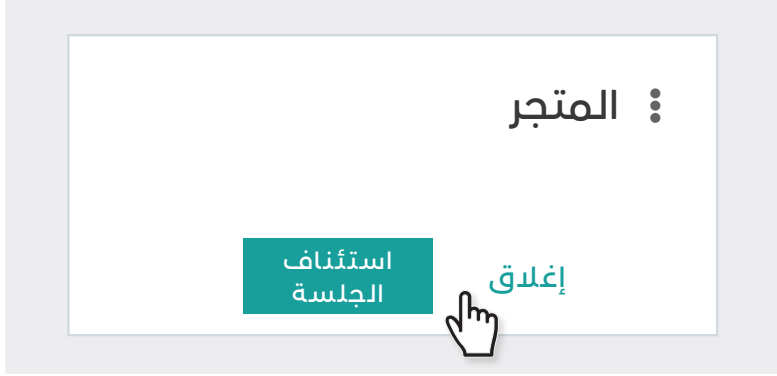 المتجر
إغلاق
استئناف
الجلسة